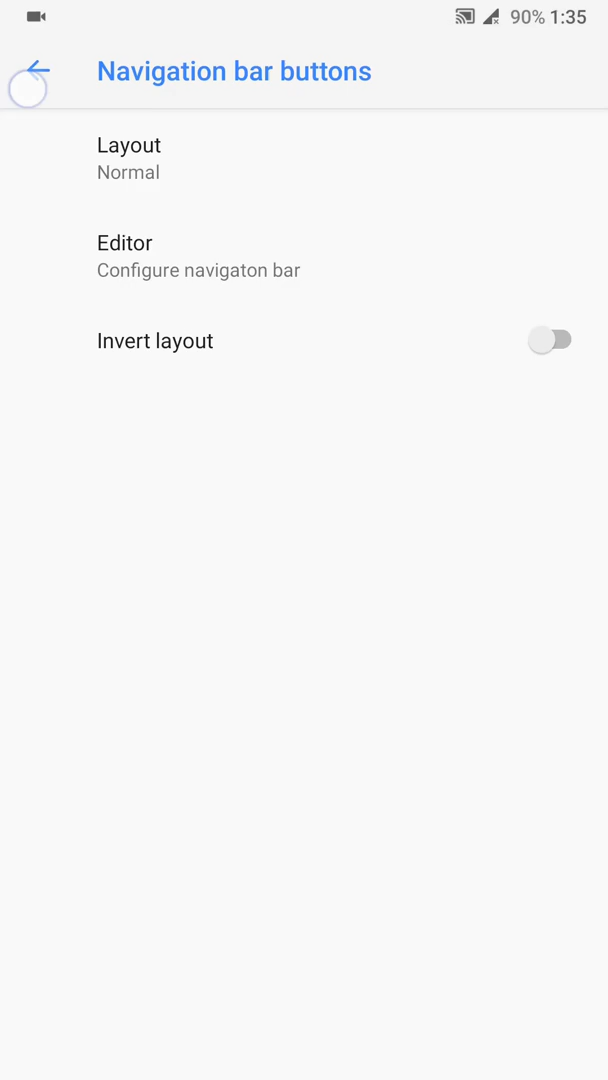 90% 1:35
Navigation bar buttons
Layout
Normal
Editor
Configure navigaton bar
Invert layout